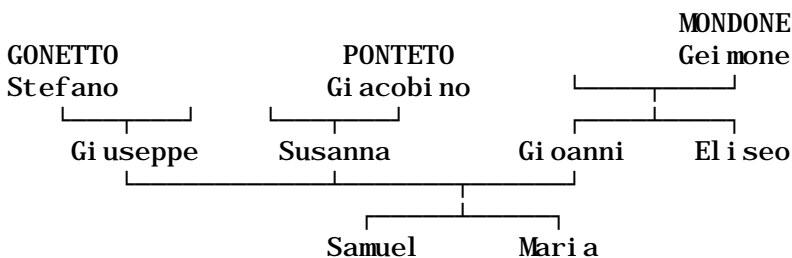 MONDONE
GONETTO PONTETO Geimone
Stefano Giacobino
Giuseppe Susanna Gioanni Eliseo
Samuel Maria